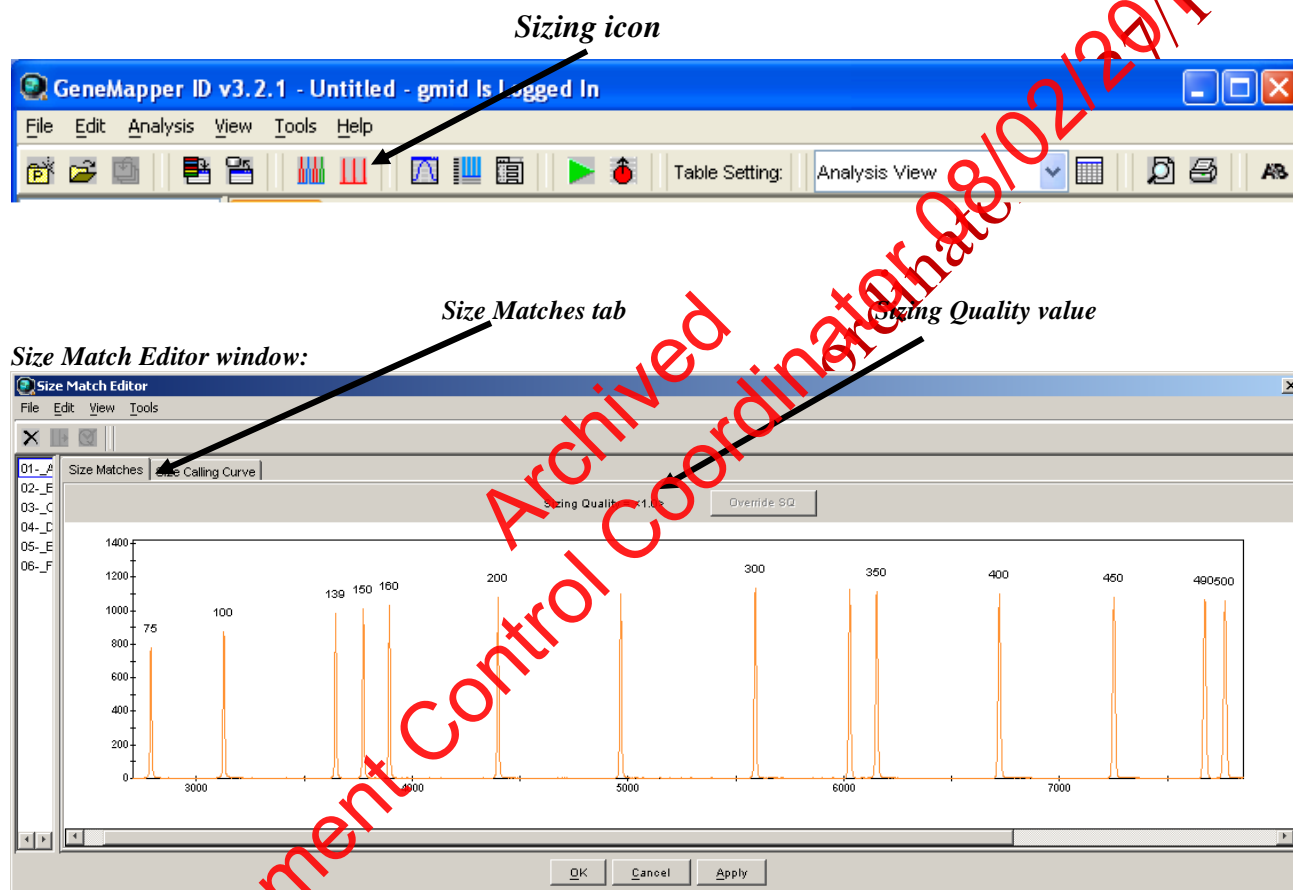 Sizing icon
GeneMapper ID v3.2.1 - Untitled - gmid Is Logged In
File Edit Analysis View Tools Help
Table Setting: Analysis View
Size Matches tab
Sizing Quality value
Size Match Editor window:
Size Match Editor
File Edit View Tools
01-_A
02-_E
03-_C
04-_D
05-_E
06-_F
Size Matches
Size Calling Curve
Sizing Quality
Override SQ
1400
1200
1000
800
600
400
200
0
75
100
139
150
160
200
300
350
400
450
490
500
3000
4000
5000
6000
7000
OK Cancel Apply
Archived
Control Coordinator 08/02/20